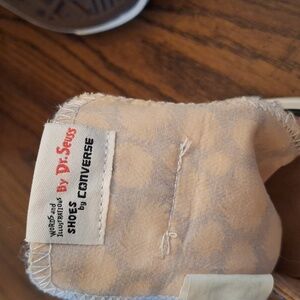 WORDS and
ILLUSTRATIONS By Dr. Seuss
SHOES
by CONVERSE